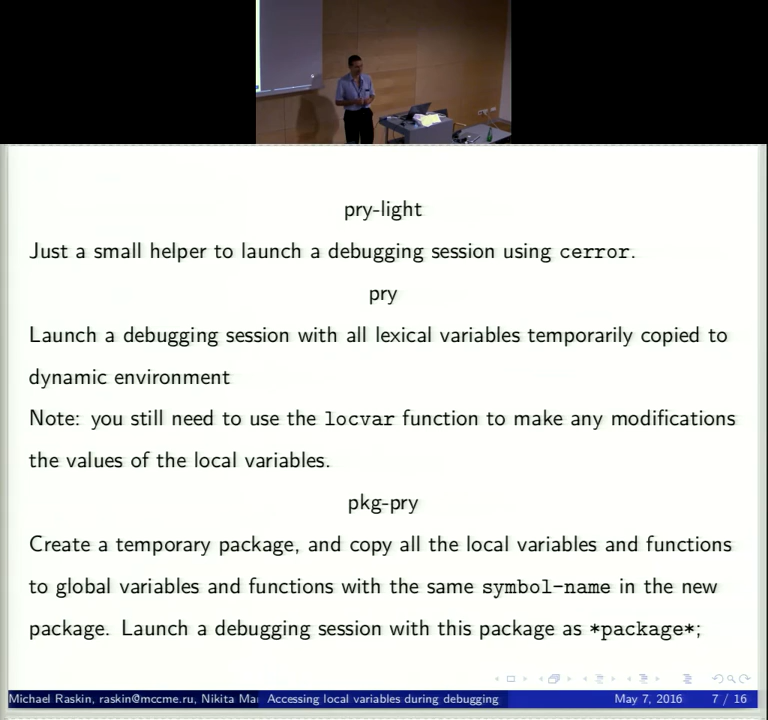 pry-light
Just a small helper to launch a debugging session using cerror.
pry
Launch a debugging session with all lexical variables temporarily copied to
dynamic environment
Note: you still need to use the locvar function to make any modifications
the values of the local variables.
pkg-pry
Create a temporary package, and copy all the local variables and functions
to global variables and functions with the same symbol-name in the new
package. Launch a debugging session with this package as *package*;
Michael Raskin, raskin@mccme.ru, Nikita Ma Accessing local variables during debugging May 7, 2016 7 / 16